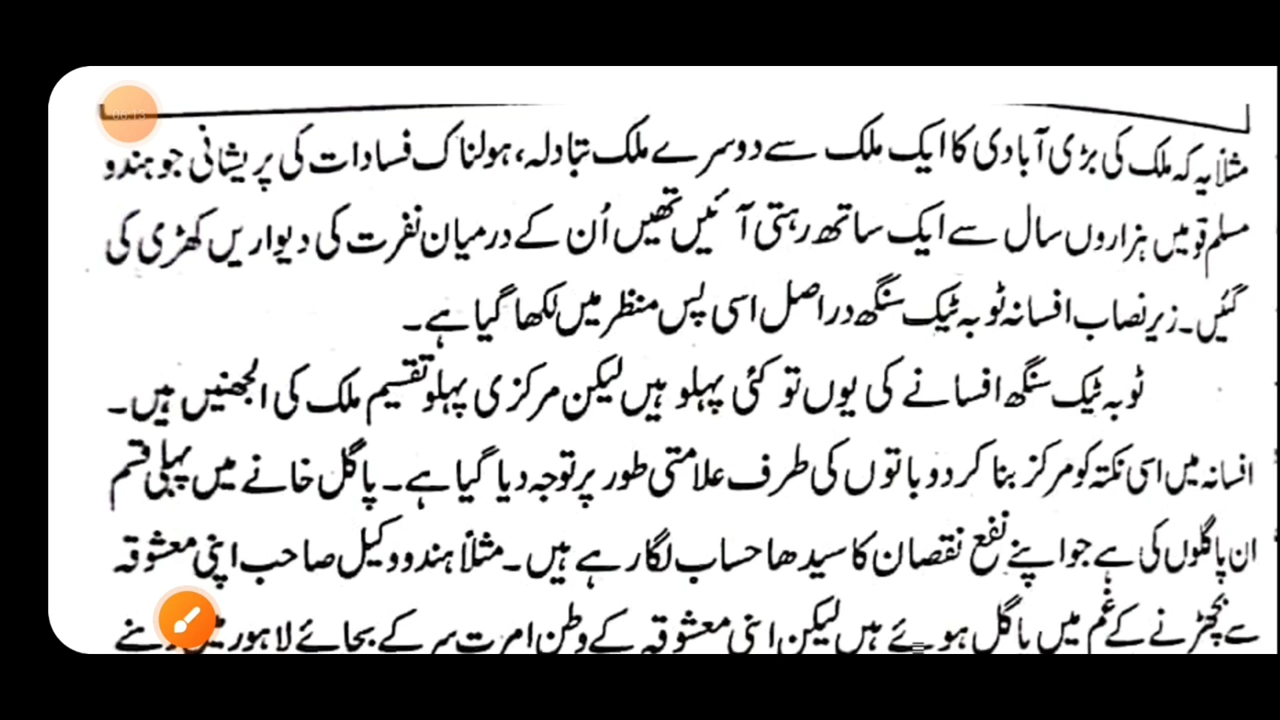 مثلاً یہ کہ ملک کی بڑی آبادی کا ایک ملک سے دوسرے ملک تبادلہ، ہولناک فسادات کی پریشانی جو ہندو
مسلم قومیں ہزاروں سال سے ایک ساتھ رہتی آئیں تھیں اُن کے درمیان نفرت کی دیواریں کھڑی کی
گئیں۔ زیر نصاب افسانہ ٹوبہ ٹیک سنگھ دراصل اسی پس منظر میں لکھا گیا ہے۔
ٹوبہ ٹیک سنگھ افسانے کی یوں تو کئی پہلو ہیں لیکن مرکزی پہلو تقسیم ملک کی الجھنیں ہیں۔
افسانہ میں اسی نکتہ کو مرکز بنا کر دو باتوں کی طرف علامتی طور پر توجہ دیا گیا ہے۔ پاگل خانے میں پہلی قسم
ان پاگلوں کی ہے جو اپنے نفع نقصان کا سیدھا حساب لگا رہے ہیں۔ مثلاً ہندو وکیل صاحب اپنی معشوقہ
سے بچھڑنے کے غم میں پاگل ہوئے ہیں لیکن اپنی معشوقہ کے وطن امرت سر کے بجائے لاہور میں
00:13